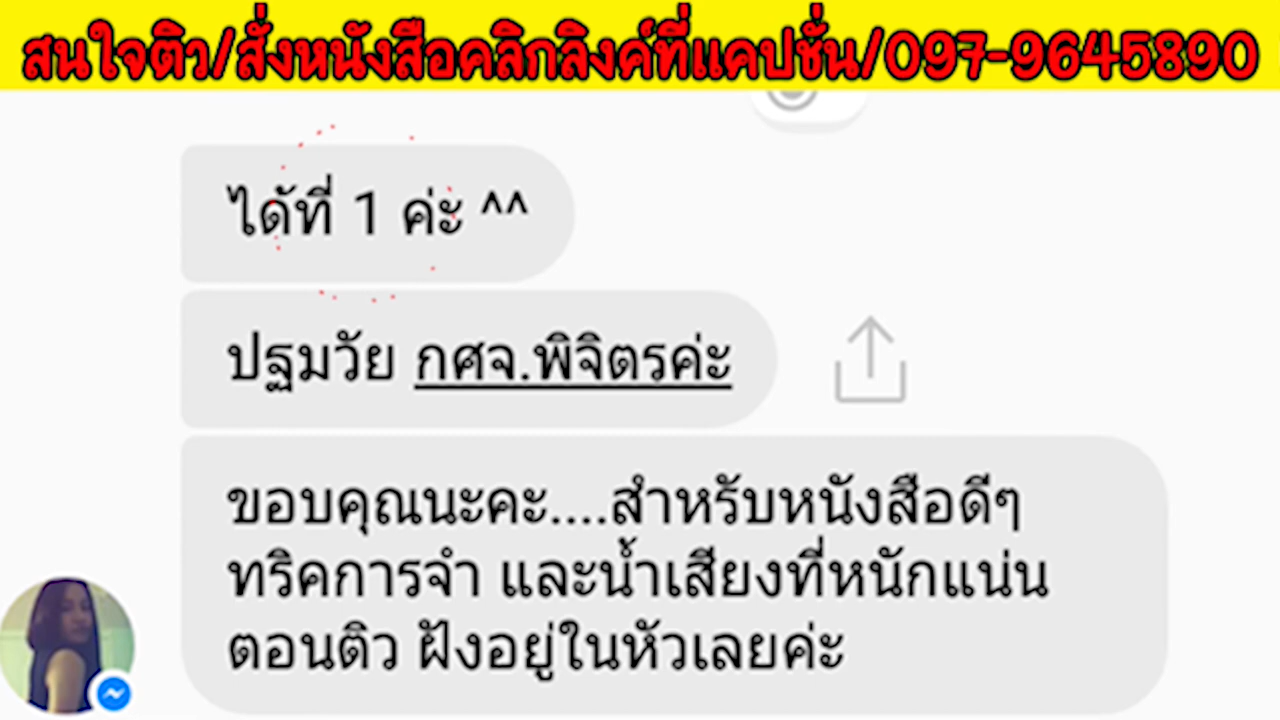 สนใจติว/สั่งหนังสือคลิกลิงค์ที่แคปชั่น/097-9645890
ได้ที่ 1 ค่ะ ^^
ปฐมวัย กศจ.พิจิตรค่ะ
ขอบคุณนะคะ....สำหรับหนังสือดีๆ
ทริคการจำ และน้ำเสียงที่หนักแน่น
ตอนติว ฝังอยู่ในหัวเลยค่ะ